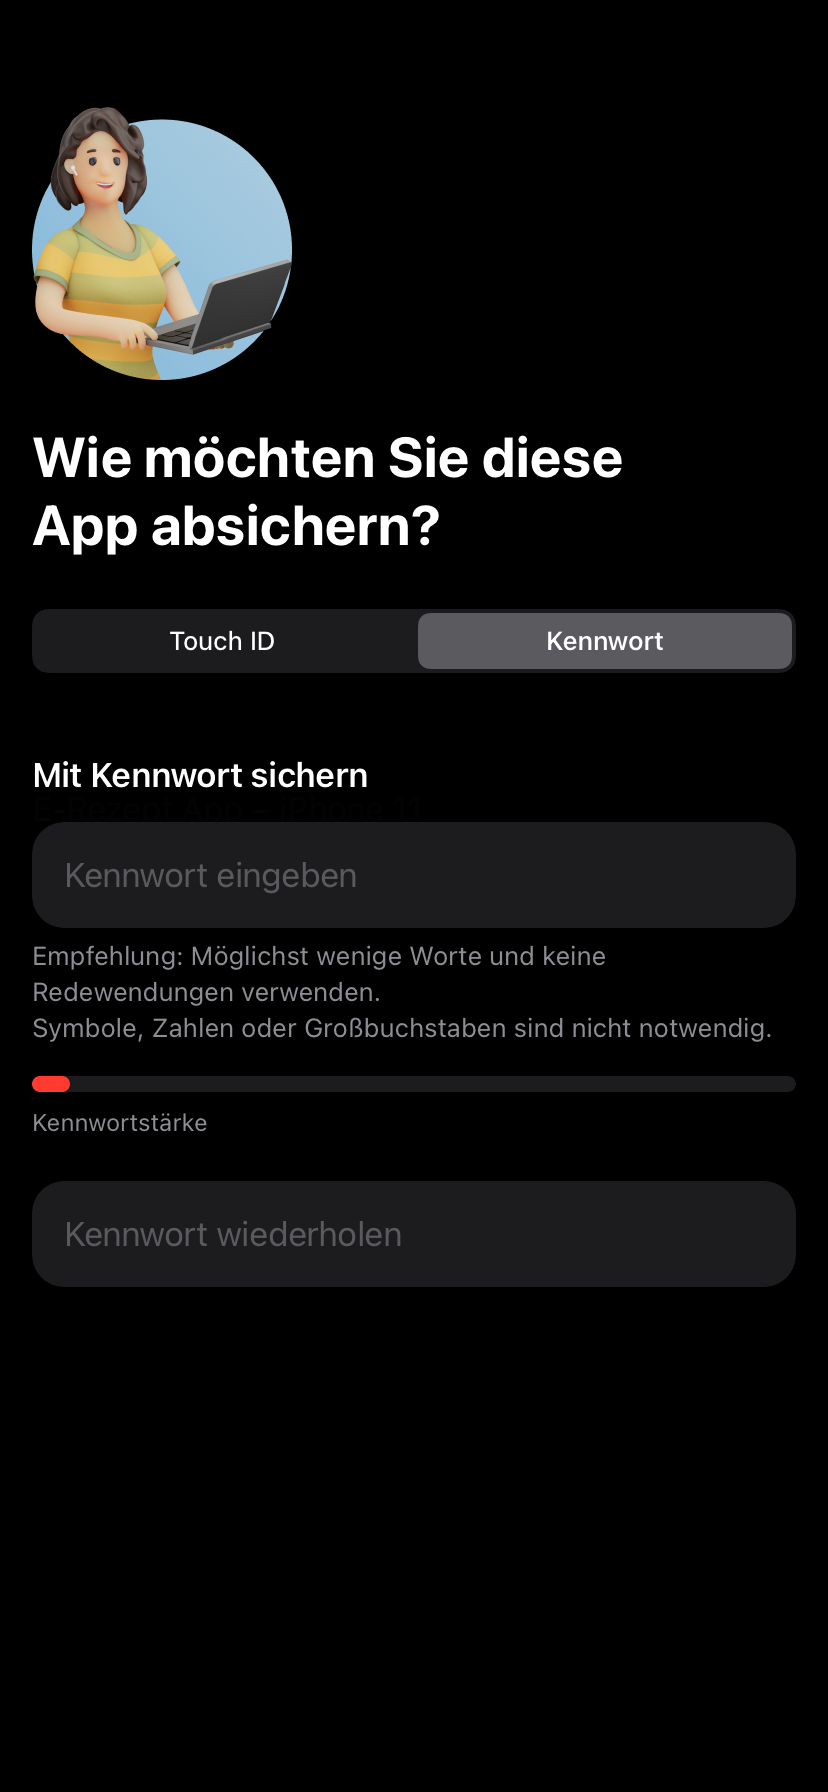 Wie möchten Sie diese
App absichern?
Touch ID
Kennwort
Mit Kennwort sichern
E-Rezept App – iPhone 11
Kennwort eingeben
Empfehlung: Möglichst wenige Worte und keine
Redewendungen verwenden.
Symbole, Zahlen oder Großbuchstaben sind nicht notwendig.
Kennwortstärke
Kennwort wiederholen